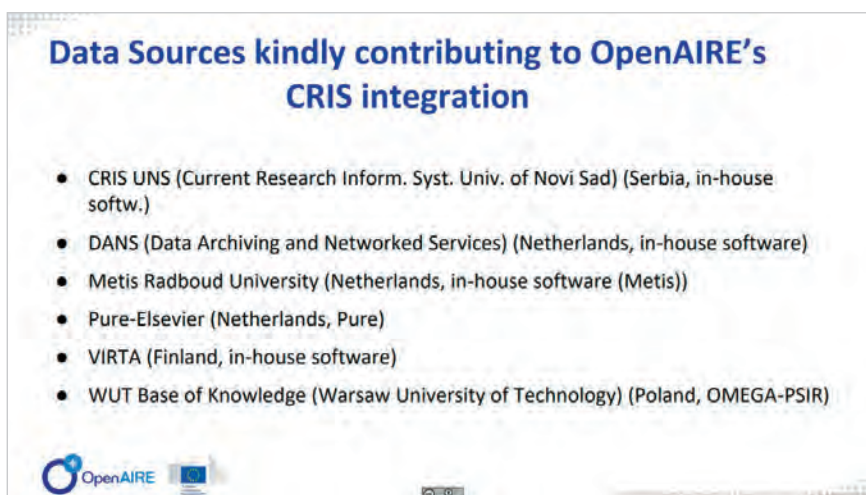 Data Sources kindly contributing to OpenAIRE's
CRIS integration
● CRIS UNS (Current Research Inform. Syst. Univ. of Novi Sad) (Serbia, in-house
softw.)
● DANS (Data Archiving and Networked Services) (Netherlands, in-house software)
● Metis Radboud University (Netherlands, in-house software (Metis))
● Pure-Elsevier (Netherlands, Pure)
● VIRTA (Finland, in-house software)
● WUT Base of Knowledge (Warsaw University of Technology) (Poland, OMEGA-PSIR)
OpenAIRE